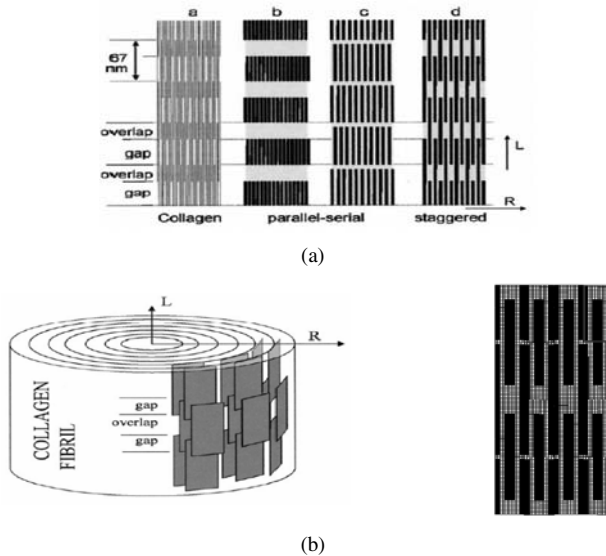 a b c d
67
nm
overlap
gap
overlap
gap
L
R
Collagen parallel-serial staggered
(a)
L
R
COLLAGEN
FIBRIL
gap
overlap
gap
(b)